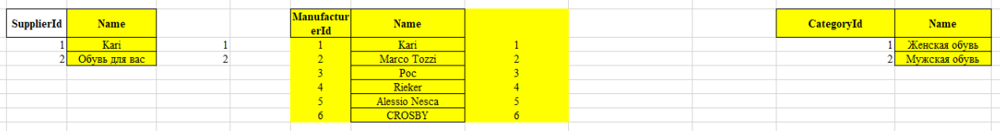 SupplierId Name ManufacturerId Name CategoryId Name
1 Kari 1 1 Kari 1 1 Женская обувь
2 Обувь для вас 2 2 Marco Tozzi 2 2 Мужская обувь
3 Рос 3
4 Rieker 4
5 Alessio Nesca 5
6 CROSBY 6